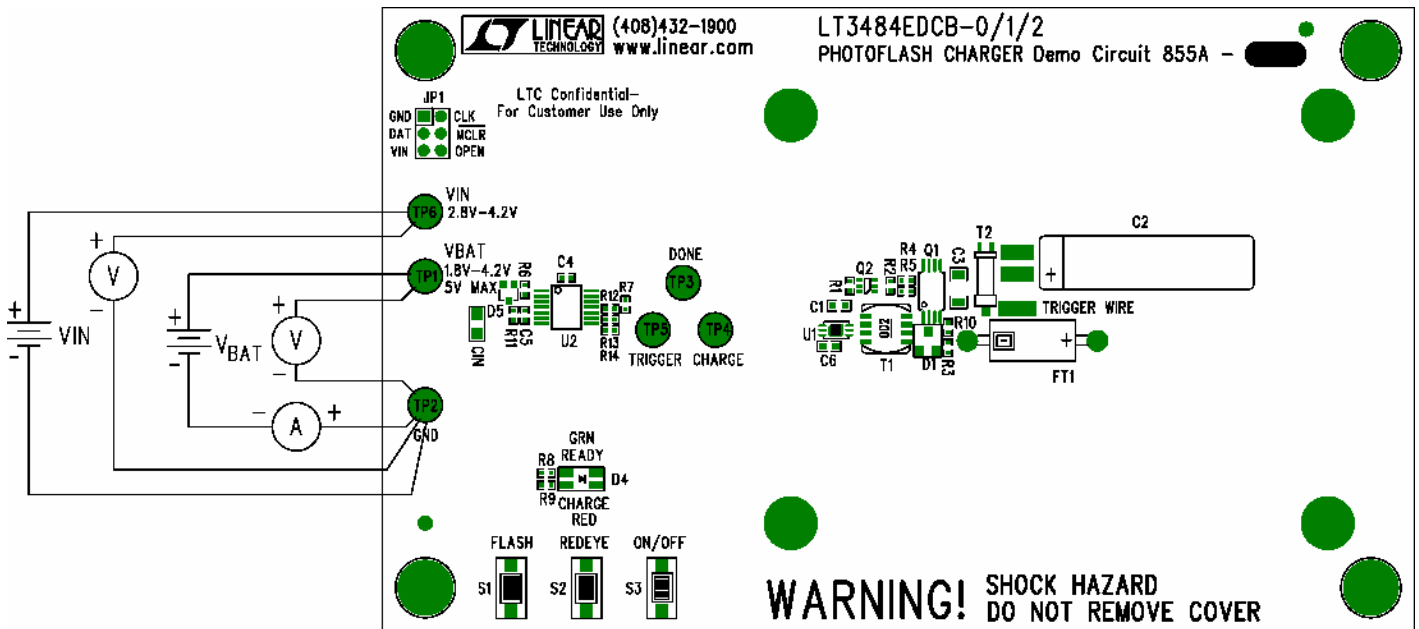 LINEAR
TECHNOLOGY
(408)432-1900
www.linear.com
LT3484EDCB-0/1/2
PHOTOFLASH CHARGER Demo Circuit 855A -
LTC Confidential-
For Customer Use Only
JP1
GND CLK
DAT MCLR
VIN OPEN
TP6
VIN
2.8V-4.2V
TP1
VBAT
1.8V-4.2V
5V MAX
TP2
GND
+
V
-
+
VIN
-
+
VBAT
-
+
V
-
-
A
+
D5
R6
C4
CIN
R11
C5
U2
R7
R12
R13
R14
DONE
TP3
TP5
TRIGGER
TP4
CHARGE
R1
Q2
R2
R4
R5
Q1
C3
T2
C2
+
C1
U1
C6
T1
D1
R10
R3
TRIGGER WIRE
-
+
FT1
GRN
READY
R8
R9
D4
CHARGE
RED
FLASH
S1
REDEYE
S2
ON/OFF
S3
WARNING!
SHOCK HAZARD
DO NOT REMOVE COVER